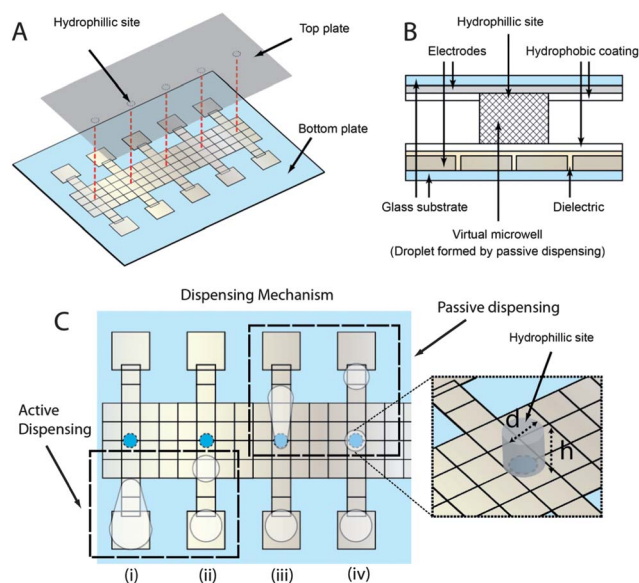 A
Hydrophillic site
Top plate
Bottom plate
B
Hydrophillic site
Electrodes
Hydrophobic coating
Glass substrate
Dielectric
Virtual microwell
(Droplet formed by passive dispensing)
Dispensing Mechanism
C
Passive dispensing
Hydrophillic site
Active
Dispensing
d
h
(i)
(ii)
(iii)
(iv)